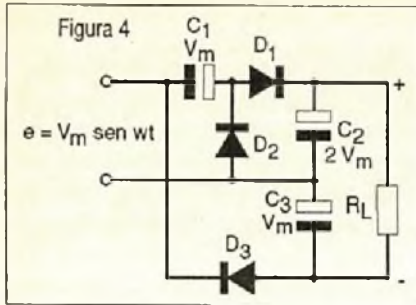 Figura 4
C1
Vm
D1
e = Vm sen wt
D2
C2
2 Vm
C3
Vm
RL
D3
+
-